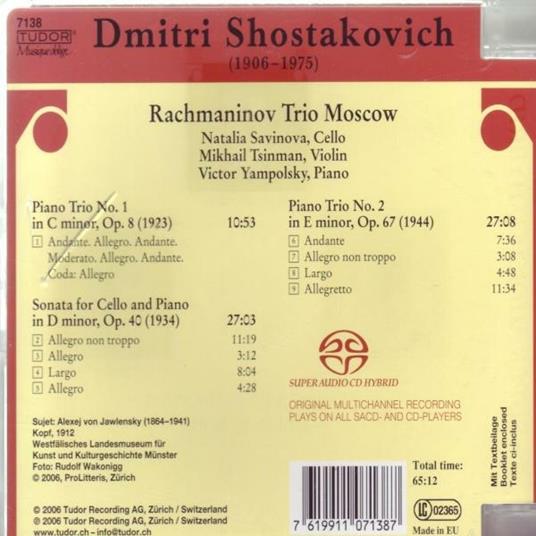 7138
TUDOR
Musique oblige
Dmitri Shostakovich
(1906–1975)
Rachmaninov Trio Moscow
Natalia Savinova, Cello
Mikhail Tsinman, Violin
Victor Yampolsky, Piano
Piano Trio No. 1
in C minor, Op. 8 (1923) 10:53
1 Andante. Allegro. Andante.
Moderato. Allegro. Andante.
Coda: Allegro
Sonata for Cello and Piano
in D minor, Op. 40 (1934) 27:03
2 Allegro non troppo 11:19
3 Allegro 3:12
4 Largo 8:04
5 Allegro 4:28
Piano Trio No. 2
in E minor, Op. 67 (1944) 27:08
6 Andante 7:36
7 Allegro non troppo 3:08
8 Largo 4:48
9 Allegretto 11:34
SUPER AUDIO CD HYBRID
ORIGINAL MULTICHANNEL RECORDING
PLAYS ON ALL SACD- AND CD-PLAYERS
Sujet: Alexej von Jawlensky (1864–1941)
Kopf, 1912
Westfälisches Landesmuseum für
Kunst und Kulturgeschichte Münster
Foto: Rudolf Wakonigg
© 2006, ProLitteris, Zürich
© 2006 Tudor Recording AG, Zürich / Switzerland
℗ 2006 Tudor Recording AG, Zürich / Switzerland
www.tudor.ch–info@tudor.ch
7 619911 071387
Total time:
65:12
LC 02365
Made in EU
Mit Textbeilage
Booklet enclosed
Texte ci-inclus